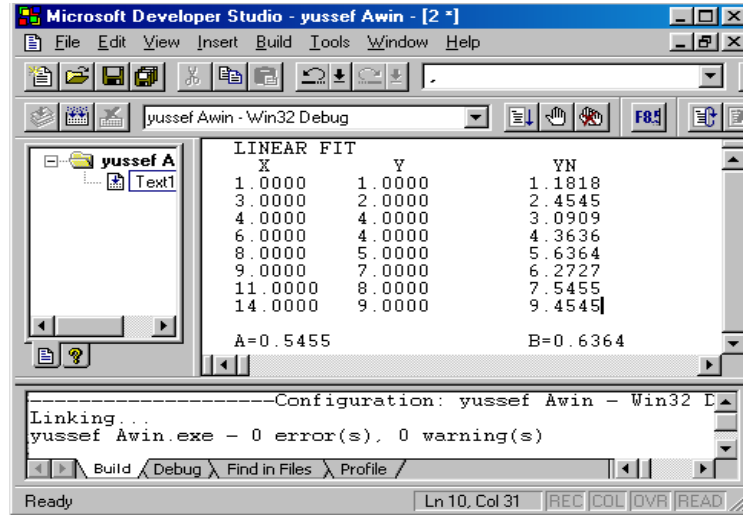 Microsoft Developer Studio - yussef Awin - [2 *]
File Edit View Insert Build Tools Window Help
yussef Awin - Win32 Debug
yussef A
Text1
LINEAR FIT
X Y YN
1.0000 1.0000 1.1818
3.0000 2.0000 2.4545
4.0000 4.0000 3.0909
6.0000 4.0000 4.3636
8.0000 5.0000 5.6364
9.0000 7.0000 6.2727
11.0000 8.0000 7.5455
14.0000 9.0000 9.4545
A=0.5455 B=0.6364
--------------------Configuration: yussef Awin - Win32 D
Linking...
yussef Awin.exe - 0 error(s), 0 warning(s)
Build Debug Find in Files Profile
Ready Ln 10, Col 31 REC COL OVR READ